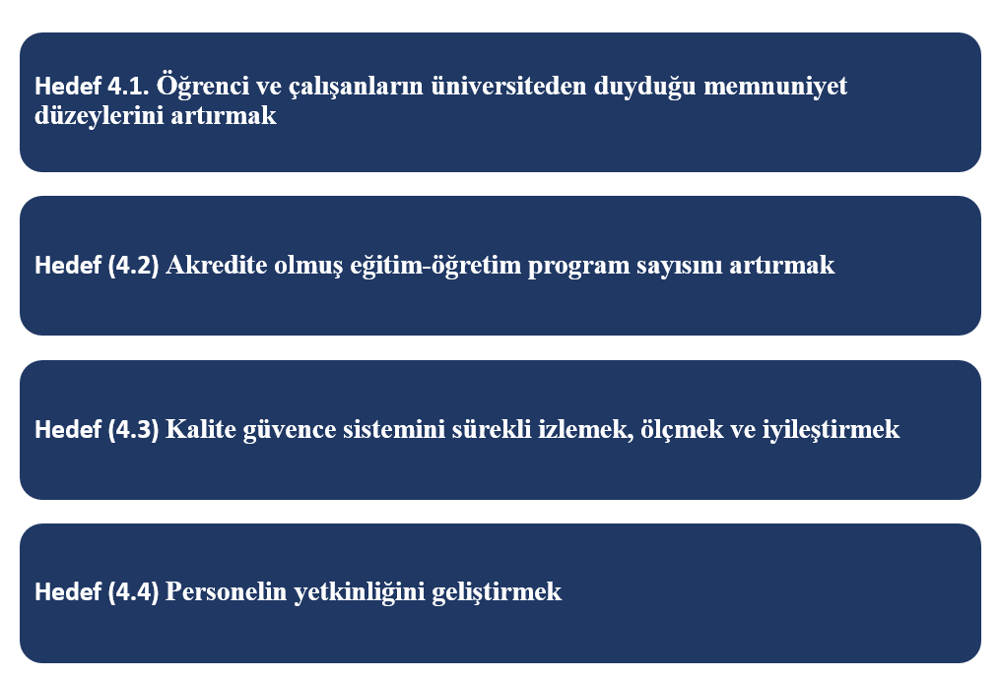 Hedef 4.1. Öğrenci ve çalışanların üniversiteden duyduğu memnuniyet
düzeylerini artırmak
Hedef (4.2) Akredite olmuş eğitim-öğretim program sayısını artırmak
Hedef (4.3) Kalite güvence sistemini sürekli izlemek, ölçmek ve iyileştirmek
Hedef (4.4) Personelin yetkinliğini geliştirmek